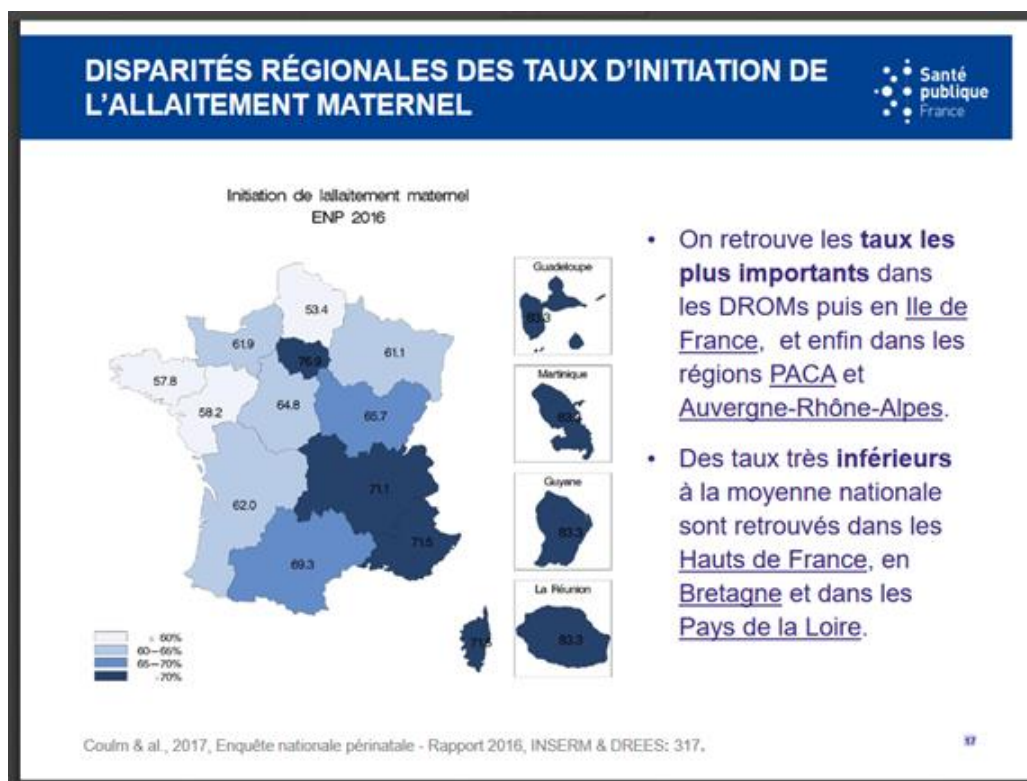 DISPARITÉS RÉGIONALES DES TAUX D'INITIATION DE
L'ALLAITEMENT MATERNEL
Santé
publique
France
Initiation de lallaitement maternel
ENP 2016
53.4
61.9
76.9
61.1
57.8
58.2
64.8
65.7
62.0
71.1
69.3
71.5
71.5
60%
60-65%
65-70%
70%
Guadeloupe
83.3
Martinique
Guyane
83.3
La Réunion
83.3
• On retrouve les taux les
plus importants dans
les DROMs puis en Ile de
France, et enfin dans les
régions PACA et
Auvergne-Rhône-Alpes.
• Des taux très inférieurs
à la moyenne nationale
sont retrouvés dans les
Hauts de France, en
Bretagne et dans les
Pays de la Loire.
Coulm & al., 2017, Enquête nationale périnatale - Rapport 2016, INSERM & DREES: 317.
17